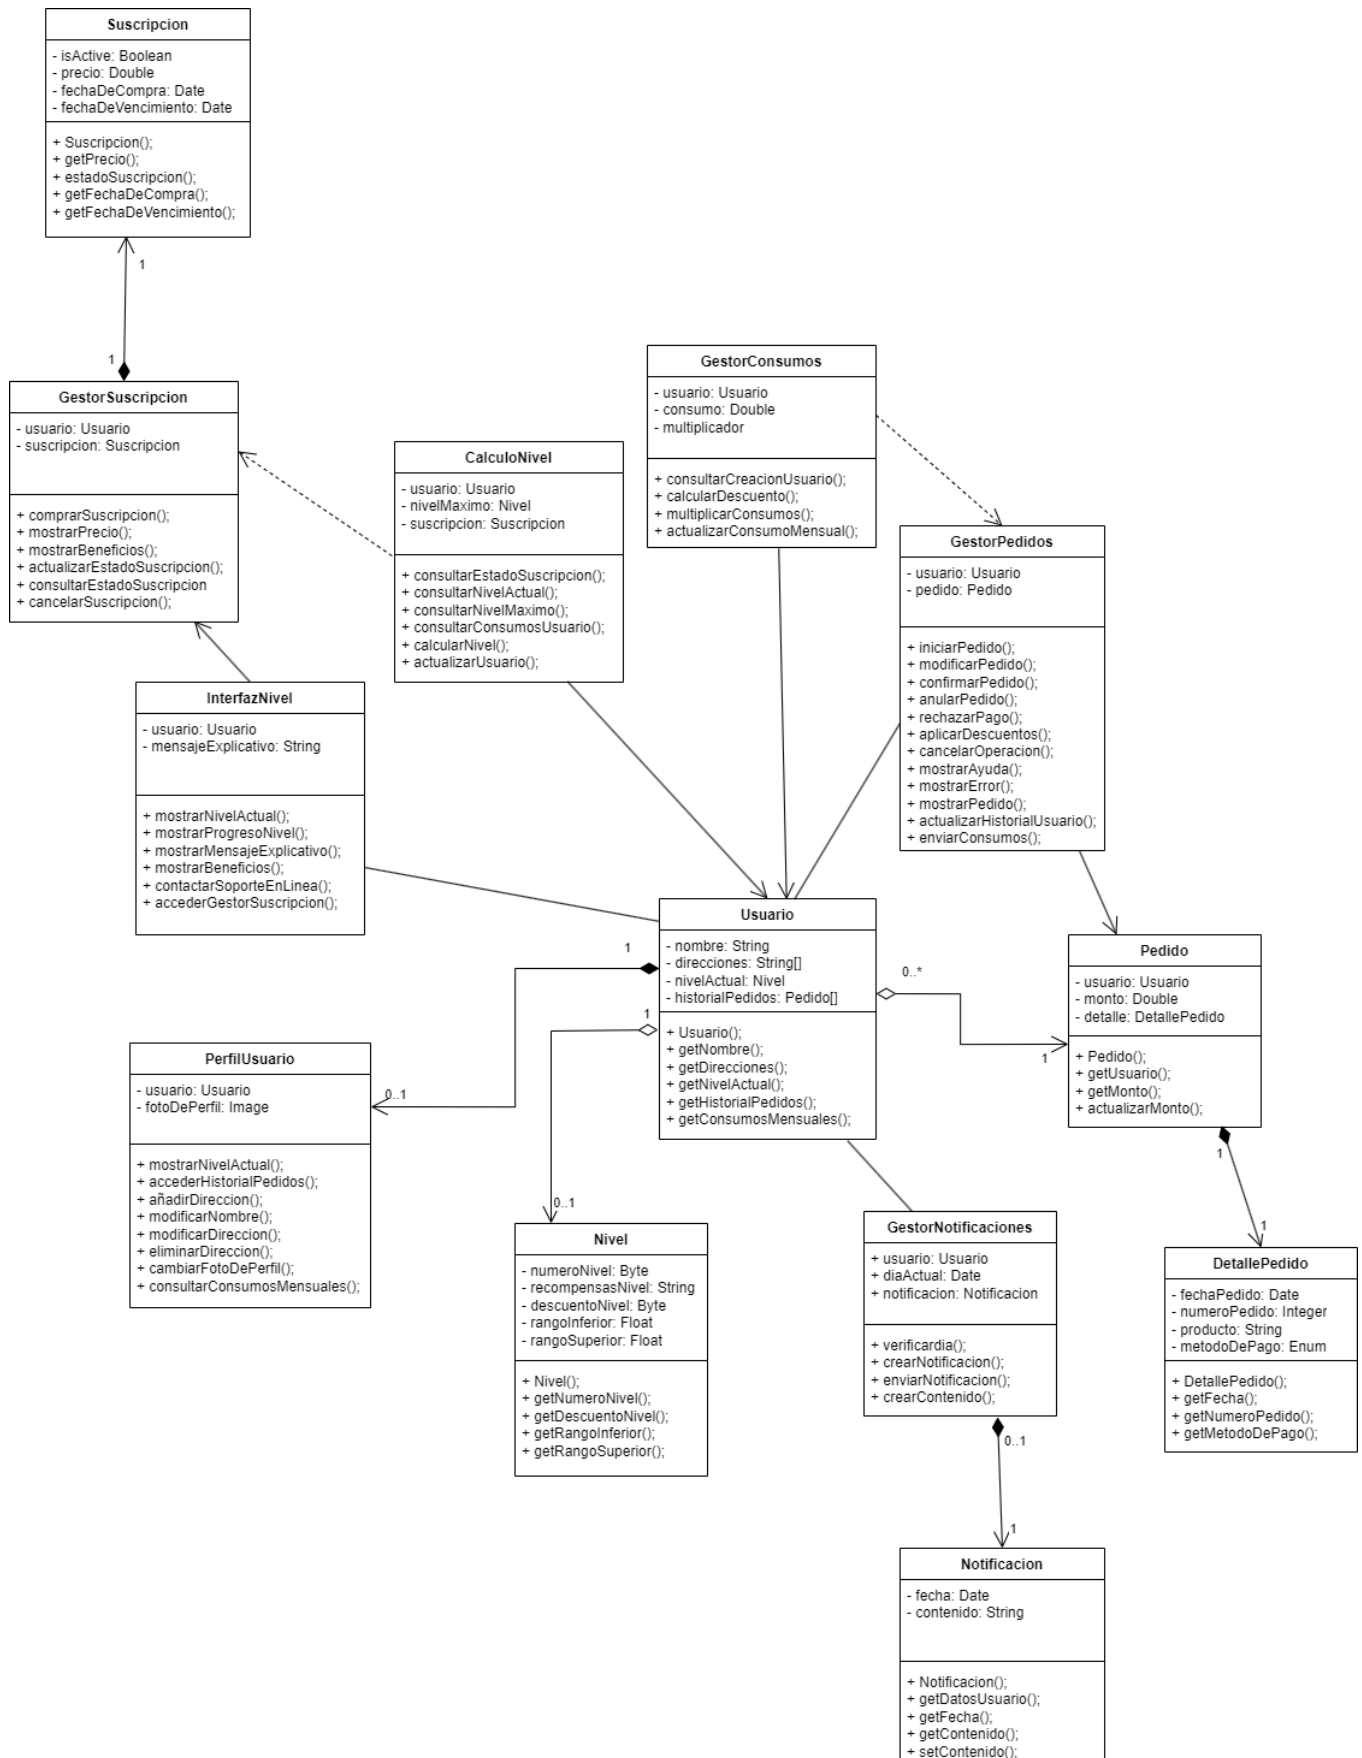 Suscripcion
- isActive: Boolean
- precio: Double
- fechaDeCompra: Date
- fechaDeVencimiento: Date
+ Suscripcion();
+ getPrecio();
+ estadoSuscripcion();
+ getFechaDeCompra();
+ getFechaDeVencimiento();
1
1
GestorSuscripcion
- usuario: Usuario
- suscripcion: Suscripcion
+ comprarSuscripcion();
+ mostrarPrecio();
+ mostrarBeneficios();
+ actualizarEstadoSuscripcion();
+ consultarEstadoSuscripcion
+ cancelarSuscripcion();
CalculoNivel
- usuario: Usuario
- nivelMaximo: Nivel
- suscripcion: Suscripcion
+ consultarEstadoSuscripcion();
+ consultarNivelActual();
+ consultarNivelMaximo();
+ consultarConsumosUsuario();
+ calcularNivel();
+ actualizarUsuario();
GestorConsumos
- usuario: Usuario
- consumo: Double
- multiplicador
+ consultarCreacionUsuario();
+ calcularDescuento();
+ multiplicarConsumos();
+ actualizarConsumoMensual();
GestorPedidos
- usuario: Usuario
- pedido: Pedido
+ iniciarPedido();
+ modificarPedido();
+ confirmarPedido();
+ anularPedido();
+ rechazarPago();
+ aplicarDescuentos();
+ cancelarOperacion();
+ mostrarAyuda();
+ mostrarError();
+ mostrarPedido();
+ actualizarHistorialUsuario();
+ enviarConsumos();
InterfazNivel
- usuario: Usuario
- mensajeExplicativo: String
+ mostrarNivelActual();
+ mostrarProgresoNivel();
+ mostrarMensajeExplicativo();
+ mostrarBeneficios();
+ contactarSoporteEnLinea();
+ accederGestorSuscripcion();
Usuario
- nombre: String
- direcciones: String[]
- nivelActual: Nivel
- historialPedidos: Pedido[]
+ Usuario();
+ getNombre();
+ getDirecciones();
+ getNivelActual();
+ getHistorialPedidos();
+ getConsumosMensuales();
1
1
0..*
1
0..1
0..1
Pedido
- usuario: Usuario
- monto: Double
- detalle: DetallePedido
+ Pedido();
+ getUsuario();
+ getMonto();
+ actualizarMonto();
1
1
PerfilUsuario
- usuario: Usuario
- fotoDePerfil: Image
+ mostrarNivelActual();
+ accederHistorialPedidos();
+ añadirDireccion();
+ modificarNombre();
+ modificarDireccion();
+ eliminarDireccion();
+ cambiarFotoDePerfil();
+ consultarConsumosMensuales();
Nivel
- numeroNivel: Byte
- recompensasNivel: String
- descuentoNivel: Byte
- rangoInferior: Float
- rangoSuperior: Float
+ Nivel();
+ getNumeroNivel();
+ getDescuentoNivel();
+ getRangoInferior();
+ getRangoSuperior();
GestorNotificaciones
+ usuario: Usuario
+ diaActual: Date
+ notificacion: Notificacion
+ verificardia();
+ crearNotificacion();
+ enviarNotificacion();
+ crearContenido();
0..1
1
DetallePedido
- fechaPedido: Date
- numeroPedido: Integer
- producto: String
- metodoDePago: Enum
+ DetallePedido();
+ getFecha();
+ getNumeroPedido();
+ getMetodoDePago();
Notificacion
- fecha: Date
- contenido: String
+ Notificacion();
+ getDatosUsuario();
+ getFecha();
+ getContenido();
+ setContenido();